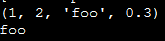 (1, 2, 'foo', 0.3)
foo